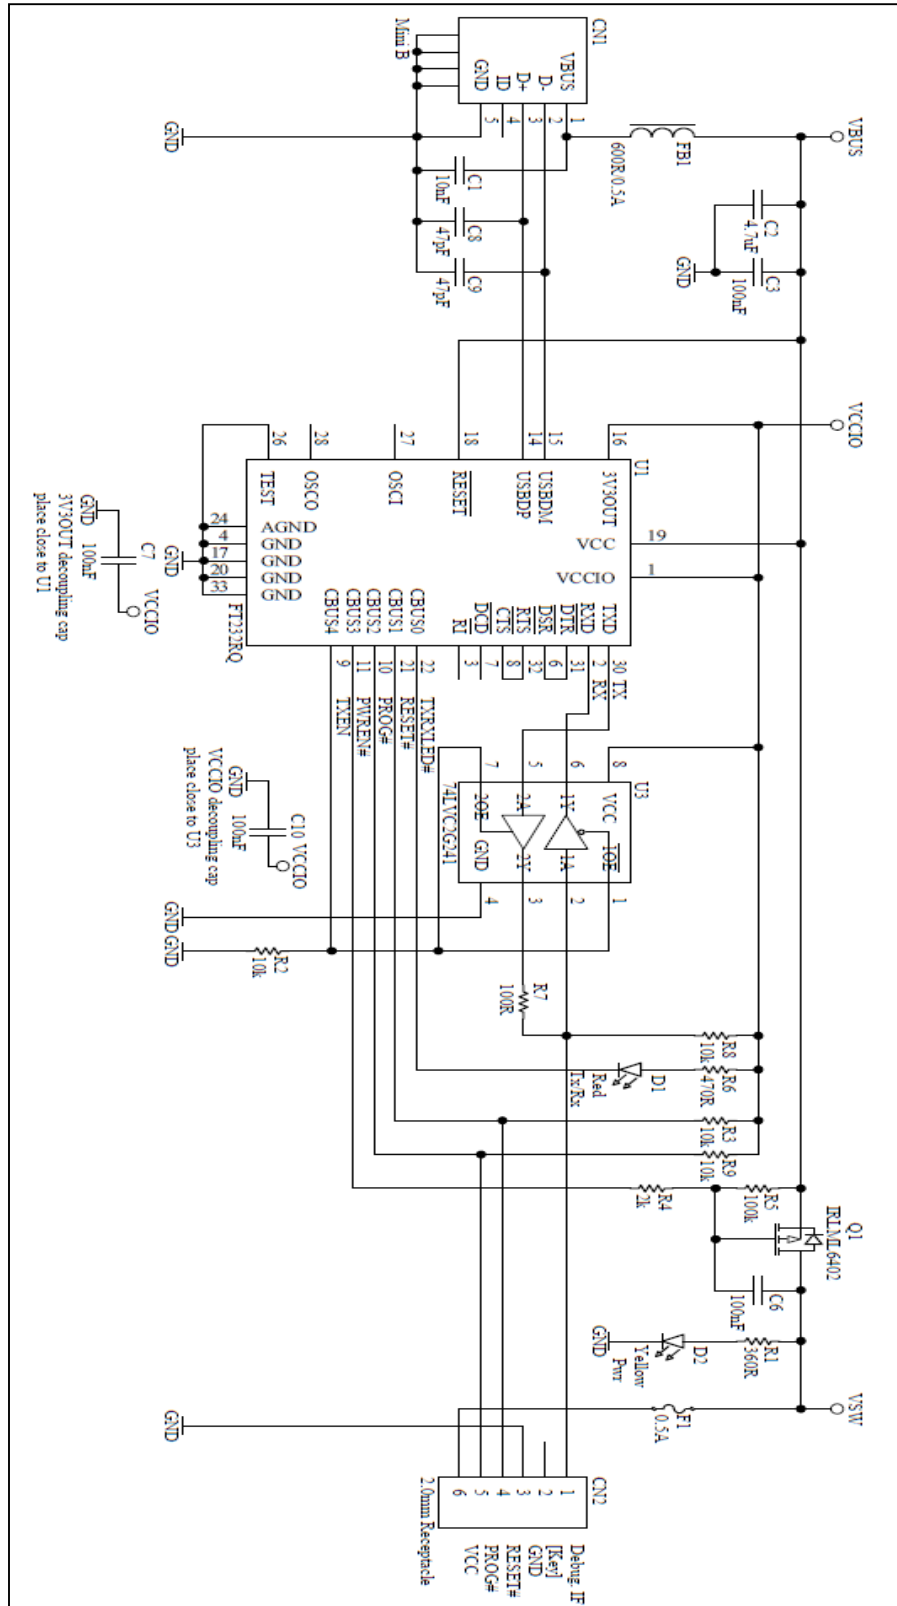 CN1
Mini B
VBUS
D-
D+
ID
GND
1
2
3
4
5
GND
C1
10nF
C8
47pF
C9
47pF
FB1
600R/0.5A
VBUS
C2
4.7uF
C3
100nF
GND
VCCIO
U1
16
15
14
18
27
28
26
3V3OUT
USBDM
USBDP
RESET
OSCI
OSCO
TEST
VCC
19
VCCIO
1
24
AGND
4
GND
17
GND
20
GND
33
GND
GND
FT232RQ
TXD
RXD
DTR
DSR
RTS
CTS
DCD
RI
CBUS0
CBUS1
CBUS2
CBUS3
CBUS4
30
TX
2
RX
31
6
32
8
7
3
22
TXRXLED#
21
RESET#
10
PROG#
11
PWREN#
9
TXEN
GND
C7
100nF
VCCIO
3V3OUT decoupling cap
place close to U1
GND
C10
100nF
VCCIO
VCCIO decoupling cap
place close to U3
U3
8
6
5
7
VCC
1OE
1Y
1A
2A
2Y
2OE
GND
1
2
3
4
74LVC2G241
GND
GND
R2
10k
R7
100R
R8
10k
R6
470R
D1
Red
Tx/Rx
R3
10k
R9
10k
R4
2k
R5
100k
Q1
IRLML6402
C6
100nF
R1
360R
D2
Yellow
Pwr
GND
VSW
F1
0.5A
GND
CN2
1
2
3
4
5
6
2.0mm Receptacle
Debug. IF
[Key]
GND
RESET#
PROG#
VCC